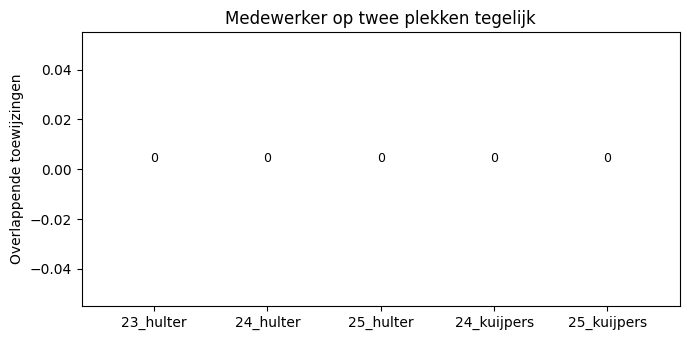 Medewerker op twee plekken tegelijk
Overlappende toewijzingen
0.04
0.02
0.00
−0.02
−0.04
0 0 0 0 0
23_hulter 24_hulter 25_hulter 24_kuijpers 25_kuijpers